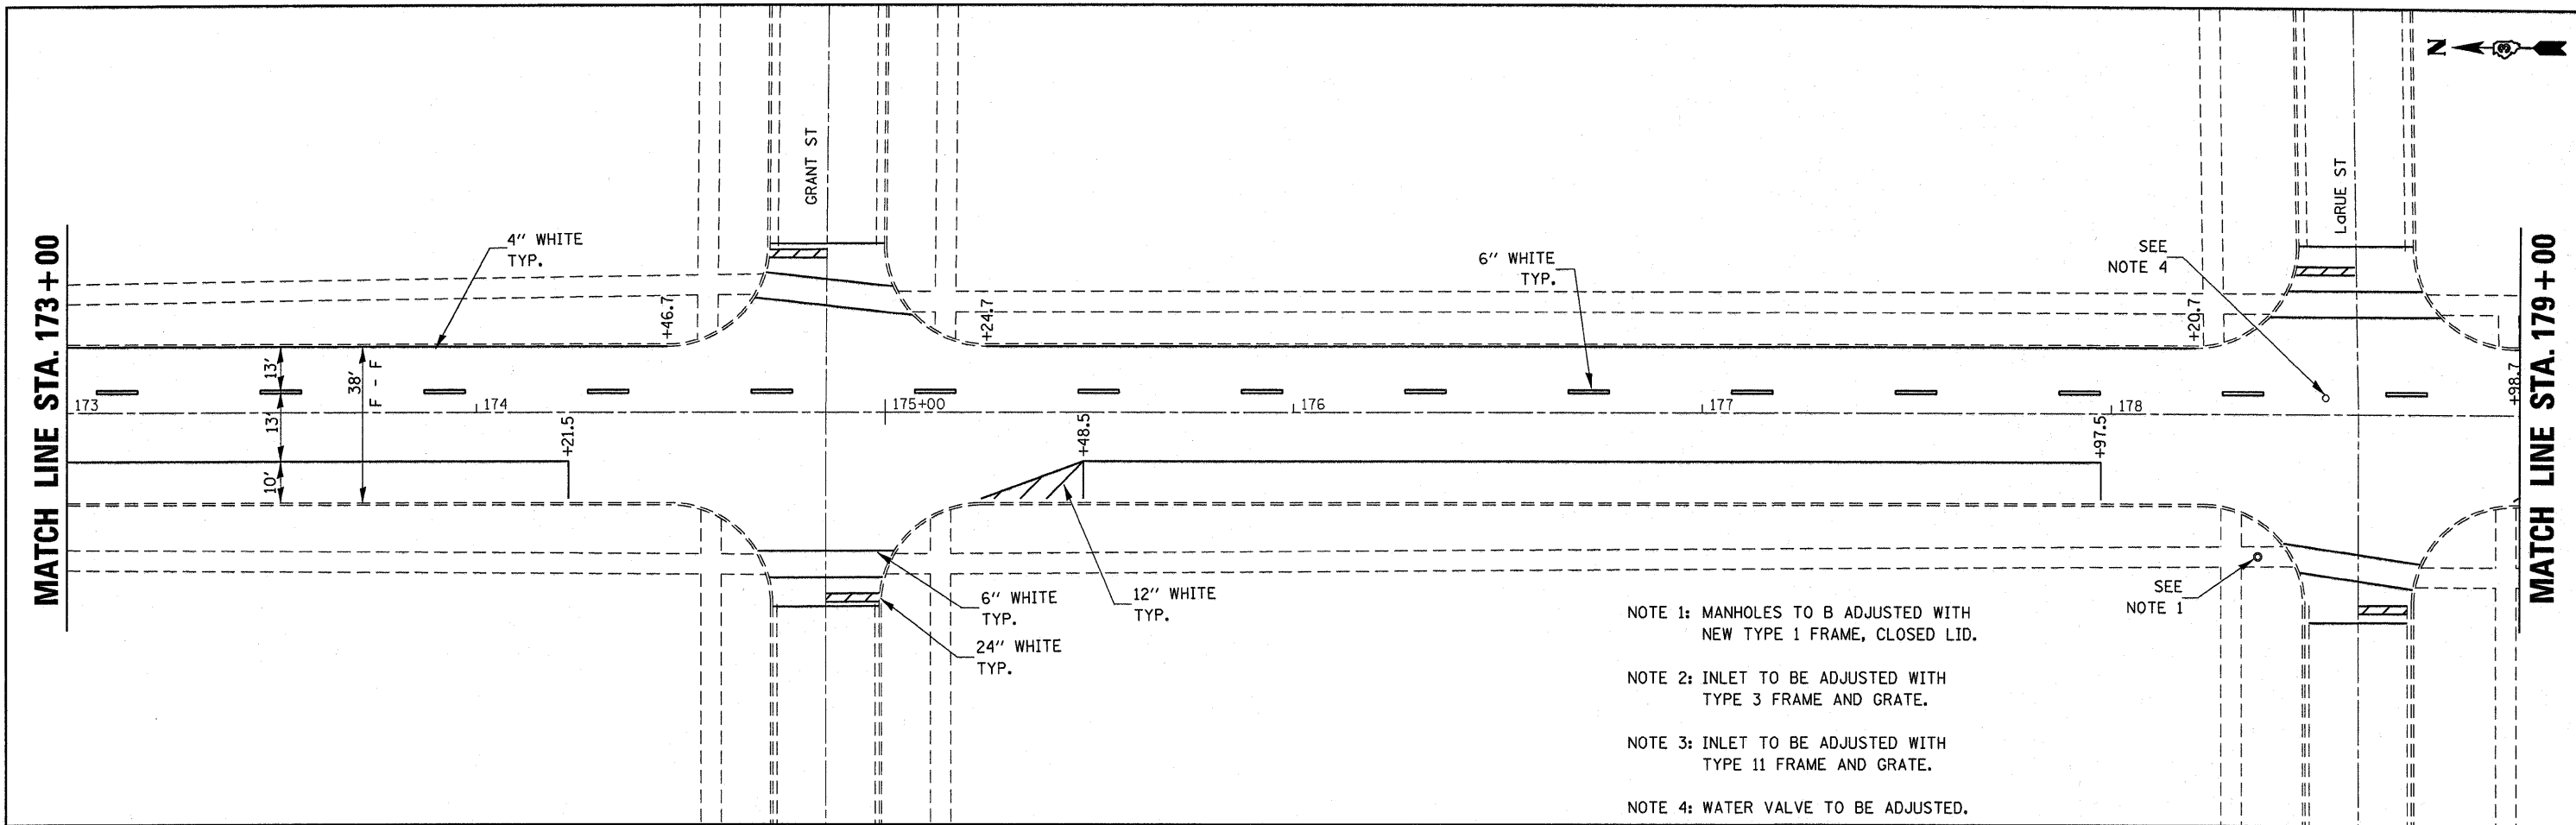 MATCH LINE STA. 173+00
4" WHITE
TYP.
13'
13'
10'
38'
F - F
173
174
+21.5
+46.7
GRANT ST
175+00
+24.7
+48.5
6" WHITE
TYP.
24" WHITE
TYP.
12" WHITE
TYP.
176
6" WHITE
TYP.
177
178
+97.5
+20.7
SEE
NOTE 4
LaRUE ST
N
3
SEE
NOTE 1
+98.7
MATCH LINE STA. 179+00
NOTE 1: MANHOLES TO B ADJUSTED WITH
NEW TYPE 1 FRAME, CLOSED LID.
NOTE 2: INLET TO BE ADJUSTED WITH
TYPE 3 FRAME AND GRATE.
NOTE 3: INLET TO BE ADJUSTED WITH
TYPE 11 FRAME AND GRATE.
NOTE 4: WATER VALVE TO BE ADJUSTED.